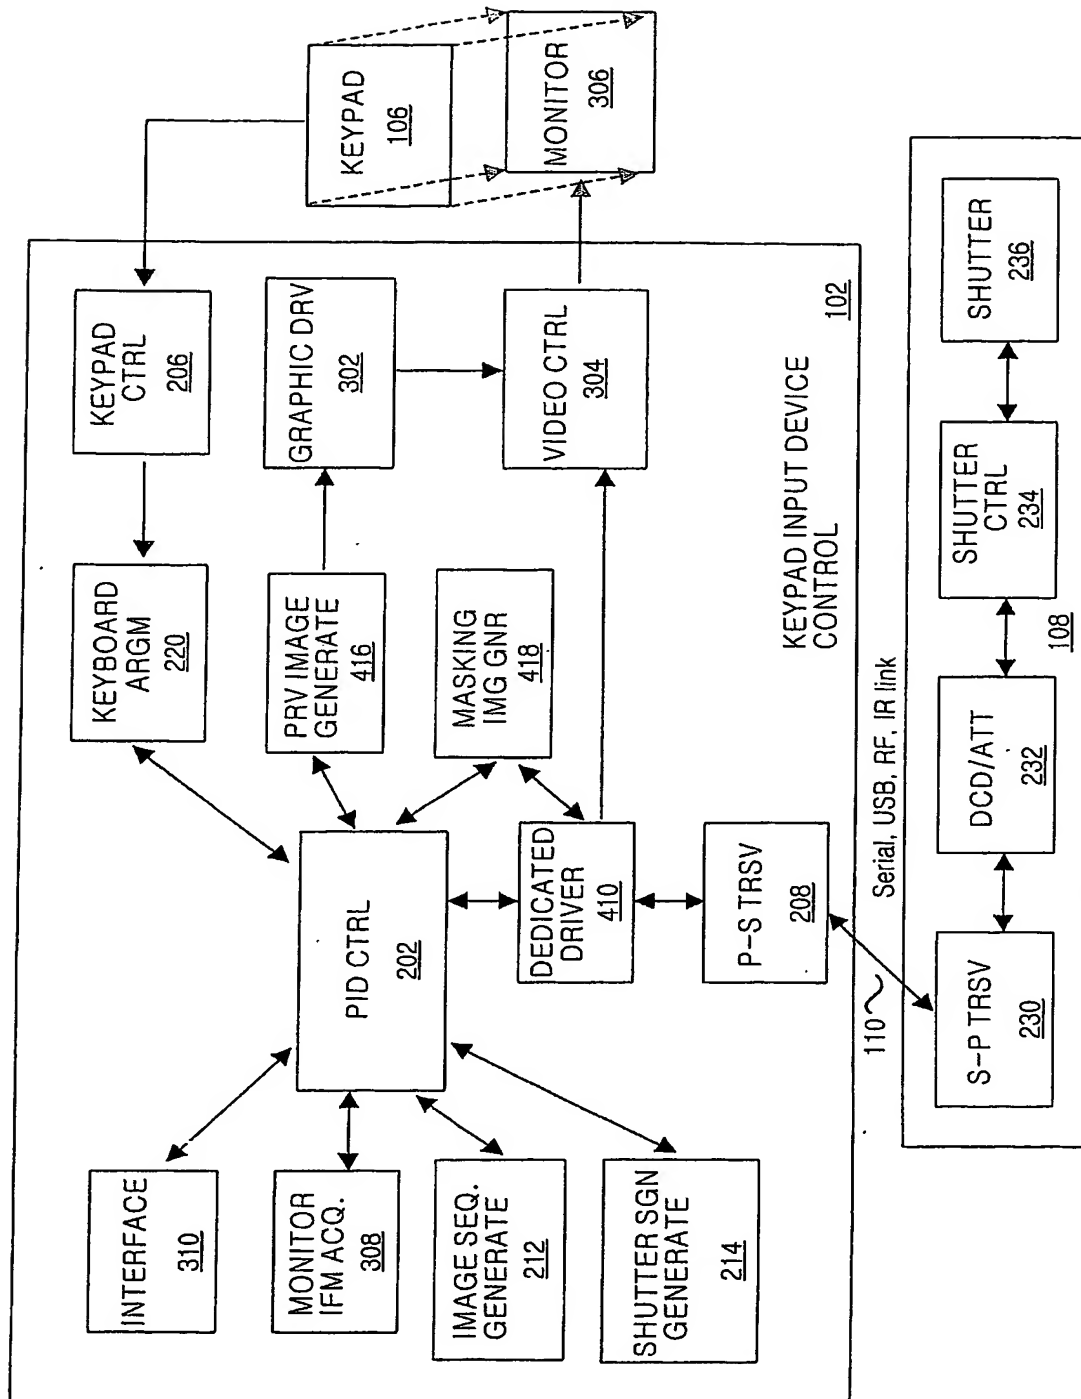 INTERFACE
310
MONITOR
IFM ACQ.
308
IMAGE SEQ.
GENERATE
212
SHUTTER SGN
GENERATE
214
PID CTRL
202
KEYBOARD
ARGM
220
PRV IMAGE
GENERATE
416
MASKING
IMG GNR
418
DEDICATED
DRIVER
410
P-S TRSV
208
KEYPAD
CTRL
206
GRAPHIC DRV
302
VIDEO CTRL
304
KEYPAD INPUT DEVICE
CONTROL
102
KEYPAD
106
MONITOR
306
110
Serial, USB, RF, IR link
S-P TRSV
230
DCD/ATT
232
SHUTTER
CTRL
234
SHUTTER
236
108